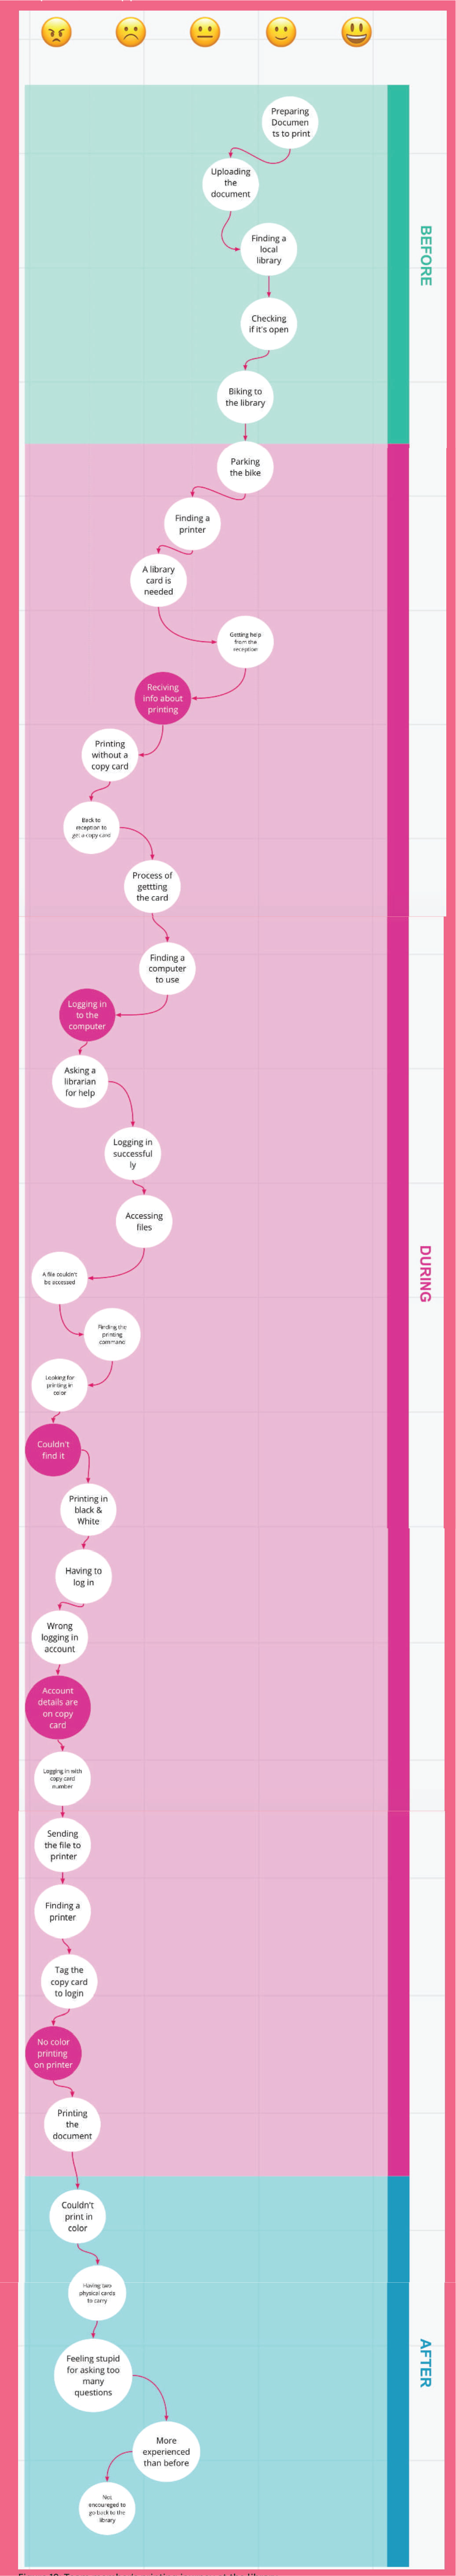 Preparing
Documen
ts to print
Uploading
the
document
Finding a
local
library
Checking
if it's open
Biking to
the library
BEFORE
Parking
the bike
Finding a
printer
A library
card is
needed
Getting help
from the
reception
Reciving
info about
printing
Printing
without a
copy card
Back to
reception to
get a copy card
Process of
gettting
the card
Finding a
computer
to use
Logging in
to the
computer
Asking a
librarian
for help
Logging in
successful
ly
Accessing
files
A file couldn't
be accessed
Finding the
printing
command
Looking for
printing in
color
Couldn't
find it
Printing in
black &
White
Having to
log in
Wrong
logging in
account
Account
details are
on copy
card
Logging in with
copy card
number
Sending
the file to
printer
Finding a
printer
Tag the
copy card
to login
No color
printing
on printer
Printing
the
document
DURING
Couldn't
print in
color
Having two
physical cards
to carry
Feeling stupid
for asking too
many
questions
More
experienced
than before
Not
encoureged to
go back to the
library
AFTER